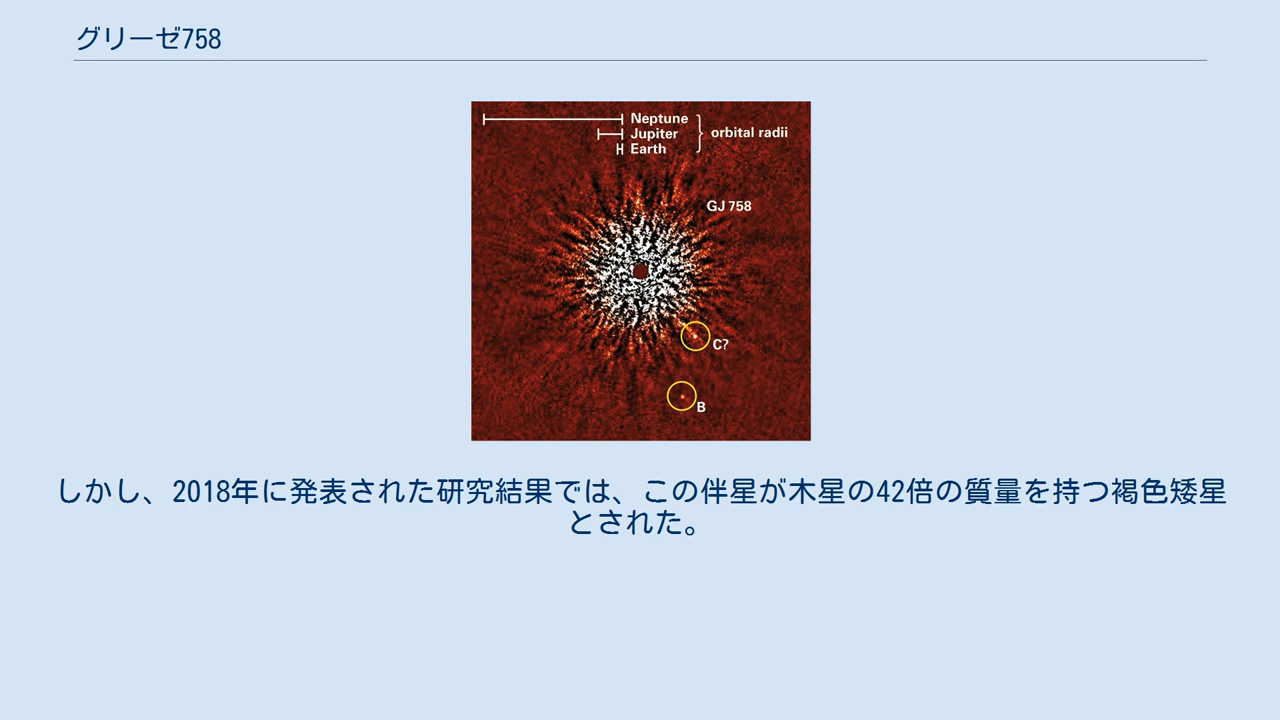 グリーゼ758
Neptune
Jupiter
Earth
orbital radii
GJ 758
C?
B
しかし、2018年に発表された研究結果では、この伴星が木星の42倍の質量を持つ褐色矮星
とされた。